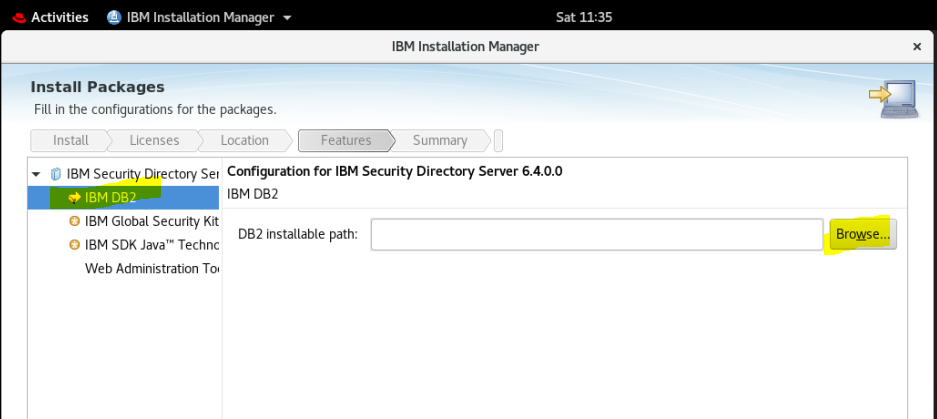 Activities IBM Installation Manager Sat 11:35
IBM Installation Manager ×
Install Packages
Fill in the configurations for the packages.
Install Licenses Location Features Summary
IBM Security Directory Ser
IBM DB2
IBM Global Security Kit
IBM SDK Java™ Techno
Web Administration Too
Configuration for IBM Security Directory Server 6.4.0.0
IBM DB2
DB2 installable path: Browse...